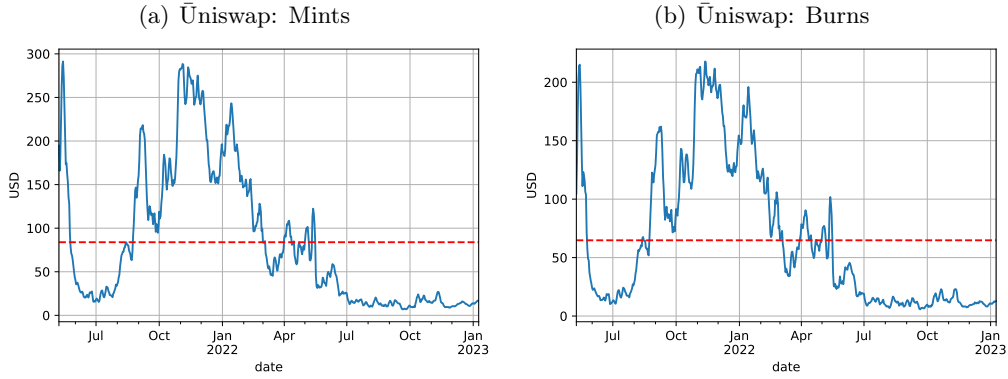 (a) Ūniswap: Mints
300
250
200
150
100
50
0
USD
Jul
Oct
Jan
2022
Apr
Jul
Oct
Jan
2023
date
(b) Ūniswap: Burns
200
150
100
50
0
USD
Jul
Oct
Jan
2022
Apr
Jul
Oct
Jan
2023
date